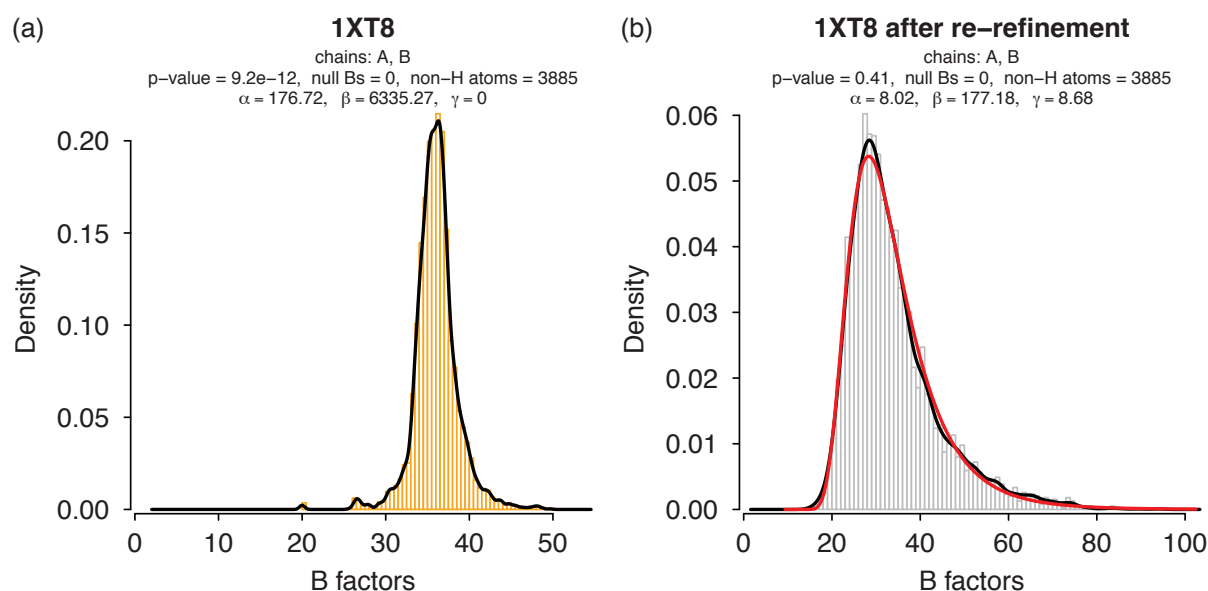 (a)
1XT8
chains: A, B
p−value = 9.2e−12, null Bs = 0, non−H atoms = 3885
α = 176.72, β = 6335.27, γ = 0
Density
0.20
0.15
0.10
0.05
0.00
0 10 20 30 40 50
B factors
(b)
1XT8 after re−refinement
chains: A, B
p−value = 0.41, null Bs = 0, non−H atoms = 3885
α = 8.02, β = 177.18, γ = 8.68
Density
0.06
0.05
0.04
0.03
0.02
0.01
0.00
0 20 40 60 80 100
B factors